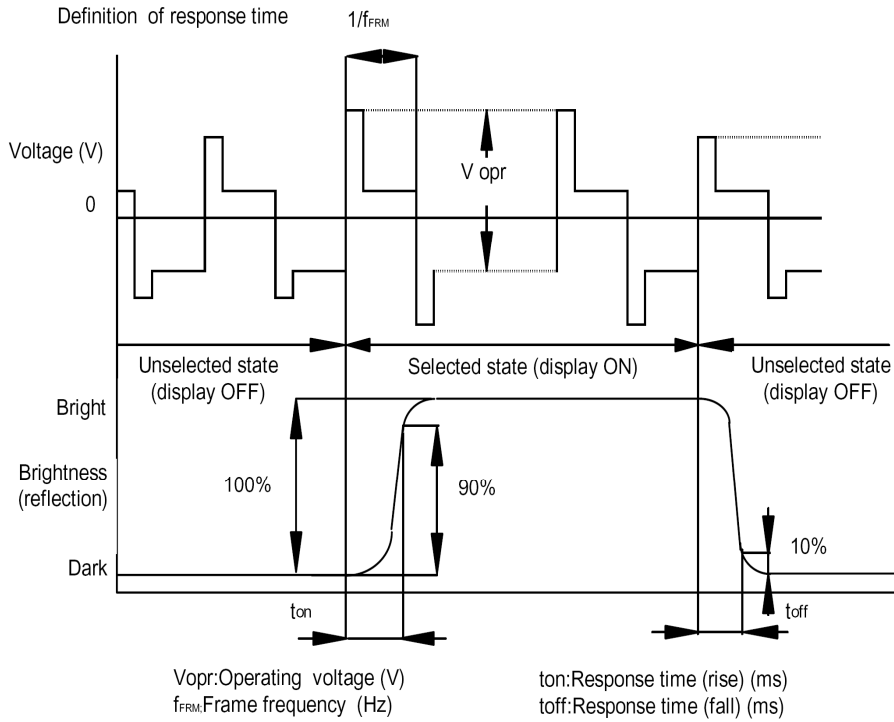 Definition of response time
1/fFRM
Voltage (V)
V opr
0
Unselected state
(display OFF)
Selected state (display ON)
Unselected state
(display OFF)
Bright
Brightness
(reflection)
100%
90%
10%
Dark
ton
toff
Vopr:Operating voltage (V)
fFRM:Frame frequency (Hz)
ton:Response time (rise) (ms)
toff:Response time (fall) (ms)